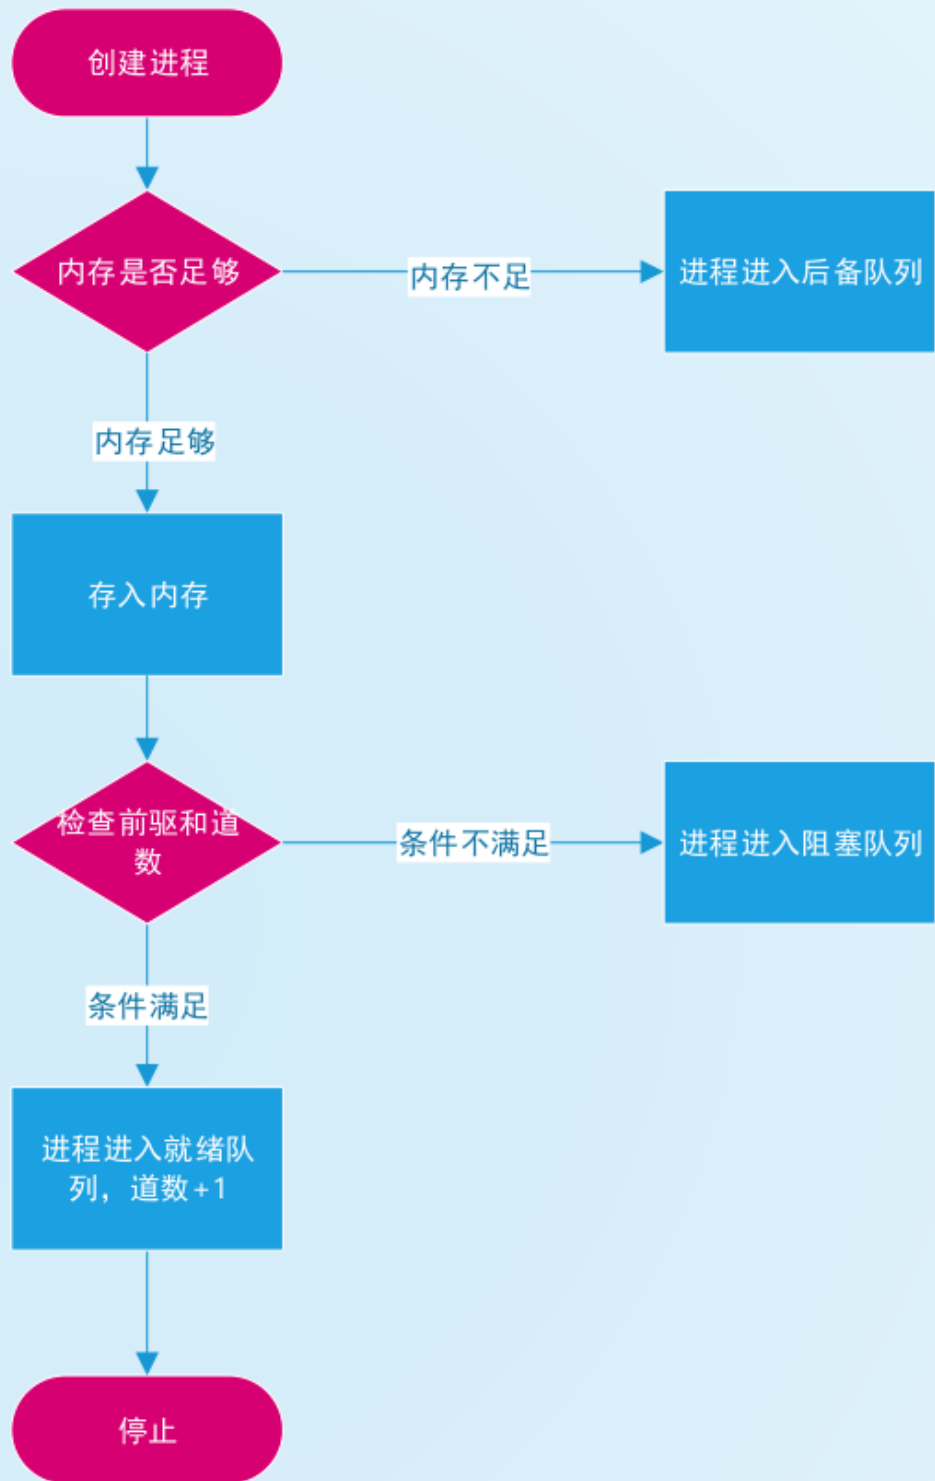 创建进程
内存是否足够
内存不足
进程进入后备队列
内存足够
存入内存
检查前驱和道
数
条件不满足
进程进入阻塞队列
条件满足
进程进入就绪队
列，道数+1
停止